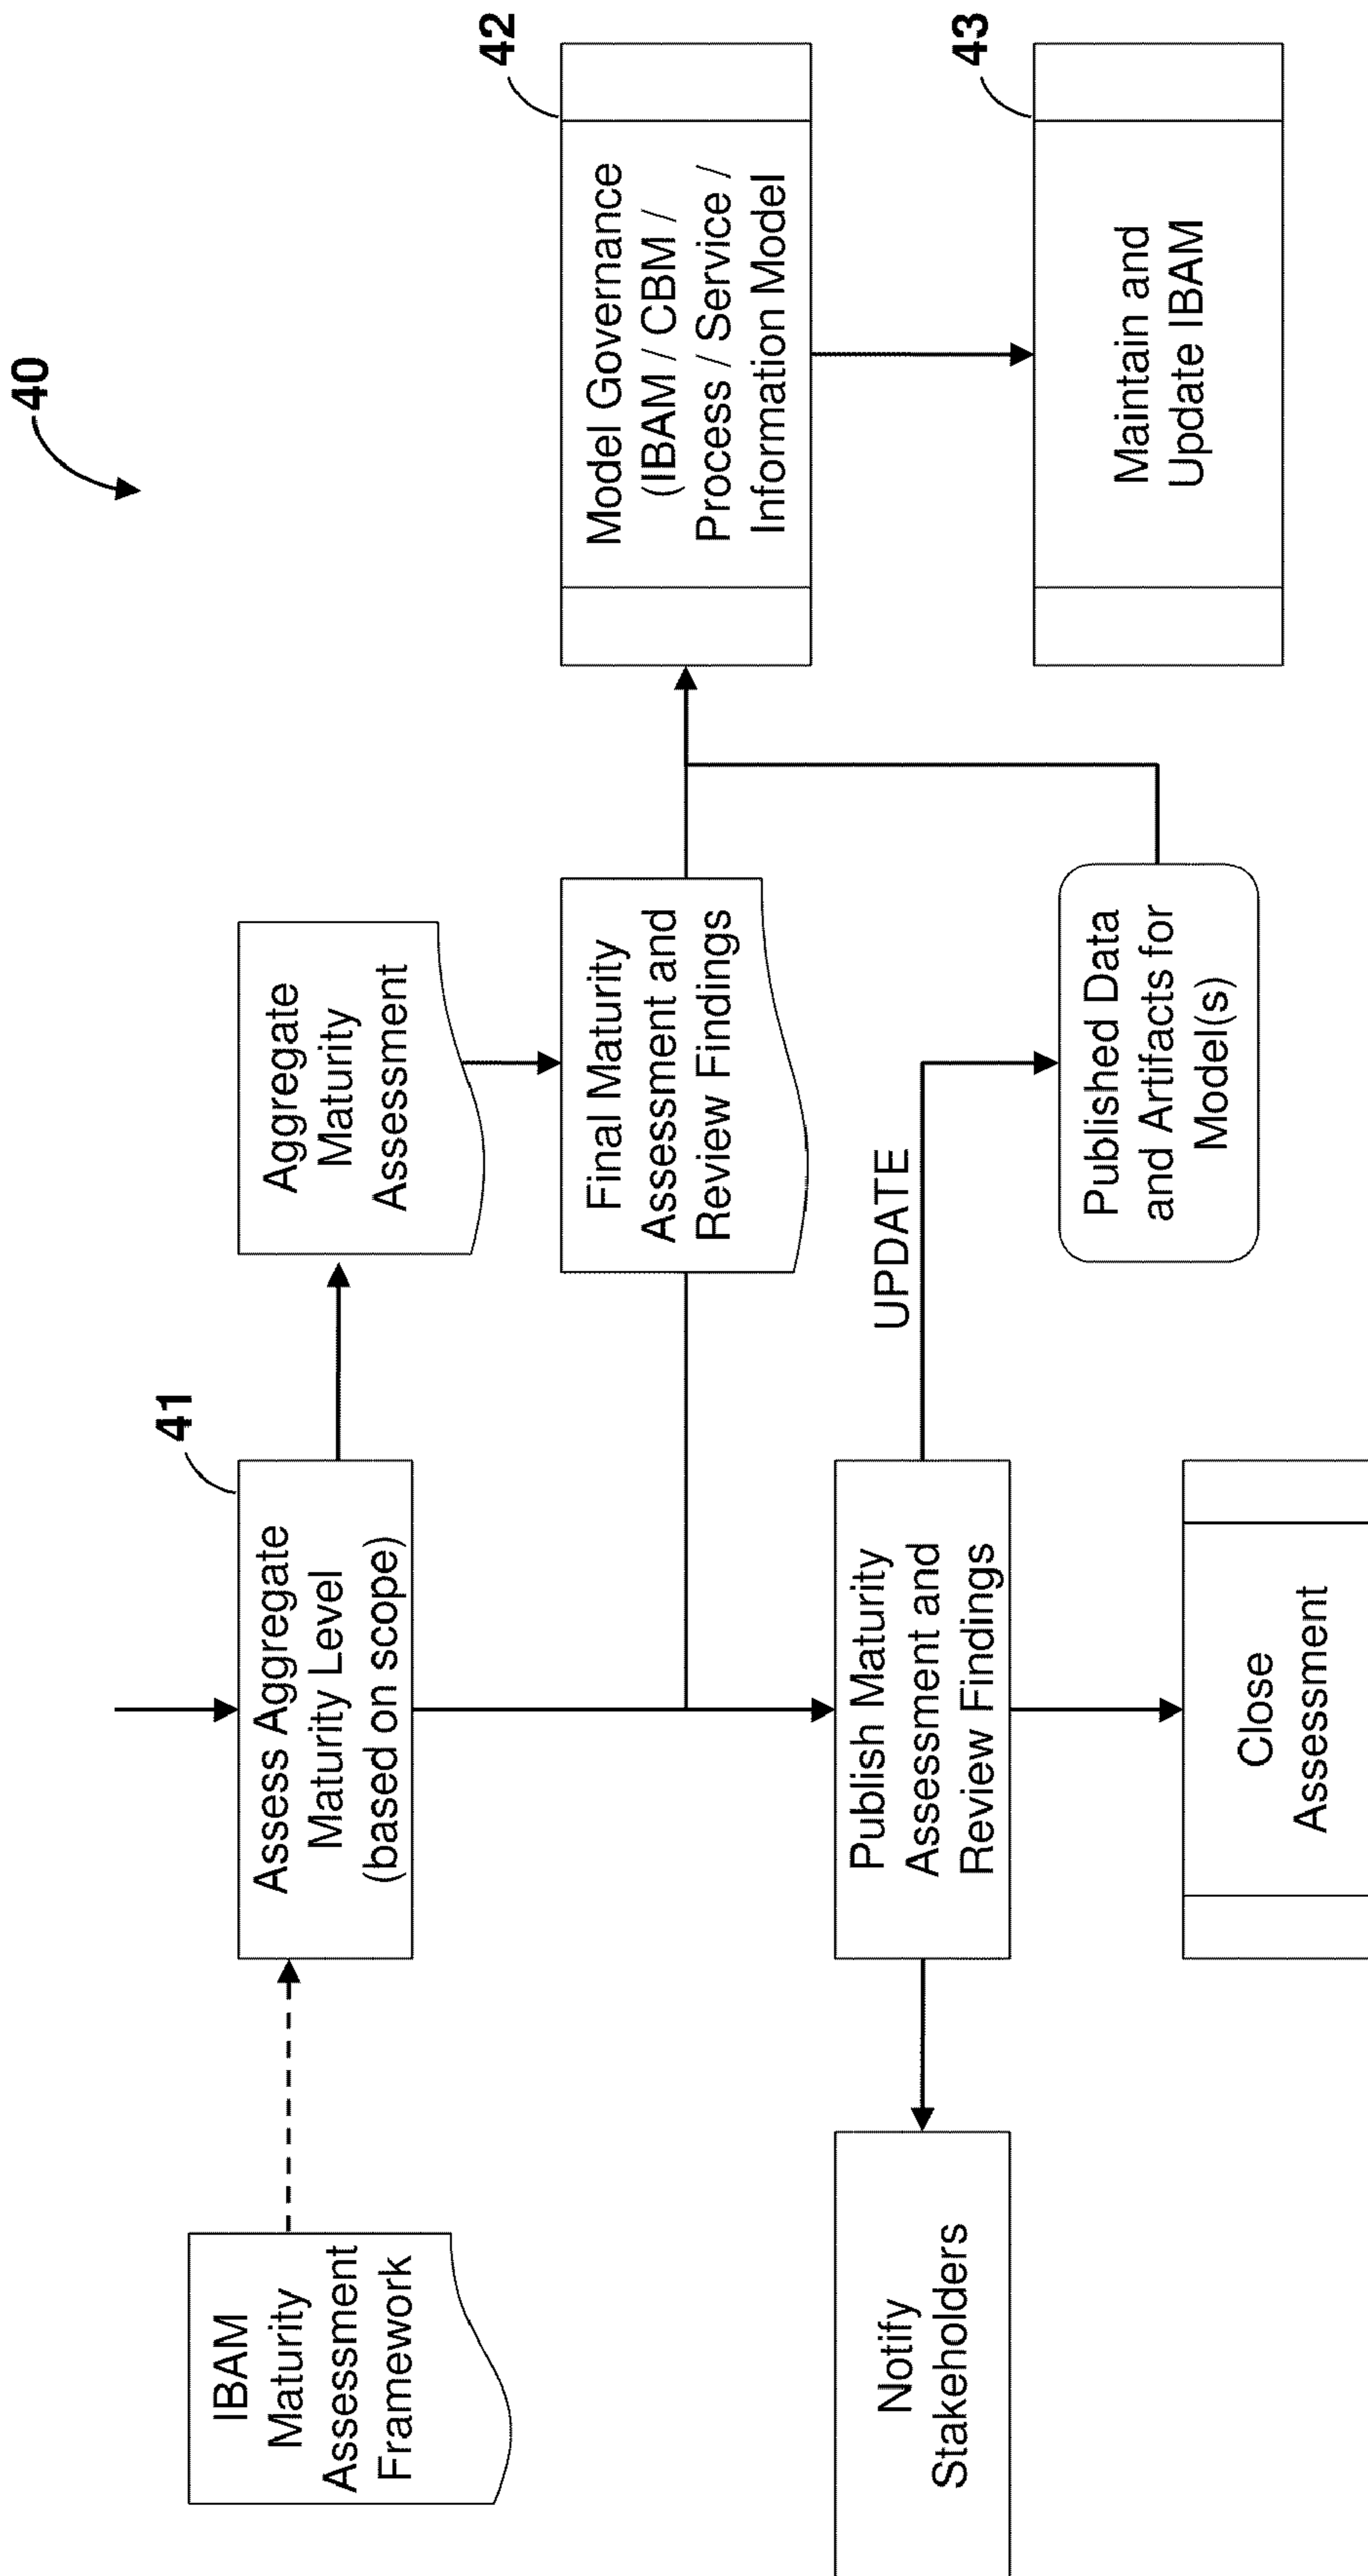 40
IBAM
Maturity
Assessment
Framework
41
Assess Aggregate
Maturity Level
(based on scope)
Aggregate
Maturity
Assessment
42
Final Maturity
Assessment and
Review Findings
Model Governance
(IBAM / CBM /
Process / Service /
Information Model
Notify
Stakeholders
Publish Maturity
Assessment and
Review Findings
UPDATE
43
Published Data
and Artifacts for
Model(s)
Maintain and
Update IBAM
Close
Assessment